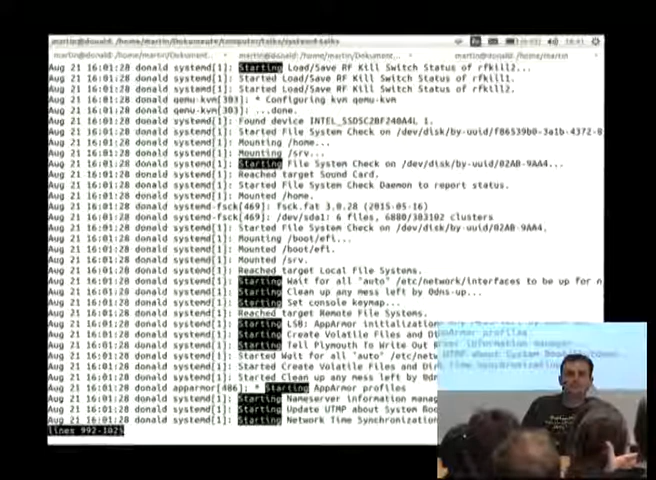 martin@donald: /home/martin/Dokumente/computer/talks/systemd-talks
martin@donald: /home/martin/Dokument... martin@donald: /home/martin/Dokument... martin@donald: /home/martin
Aug 21 16:01:28 donald systemd[1]: Starting Load/Save RF Kill Switch Status of rfkill2...
Aug 21 16:01:28 donald systemd[1]: Started Load/Save RF Kill Switch Status of rfkill1.
Aug 21 16:01:28 donald systemd[1]: Started Load/Save RF Kill Switch Status of rfkill2.
Aug 21 16:01:28 donald qemu-kvm[303]: * Configuring kvm qemu-kvm
Aug 21 16:01:28 donald qemu-kvm[303]: ...done.
Aug 21 16:01:28 donald systemd[1]: Found device INTEL_SSDSC2BF240A4L 1.
Aug 21 16:01:28 donald systemd[1]: Started File System Check on /dev/disk/by-uuid/f86539b0-3a1b-4372-8
Aug 21 16:01:28 donald systemd[1]: Mounting /home...
Aug 21 16:01:28 donald systemd[1]: Mounting /srv...
Aug 21 16:01:28 donald systemd[1]: Starting File System Check on /dev/disk/by-uuid/02AB-9AA4...
Aug 21 16:01:28 donald systemd[1]: Reached target Sound Card.
Aug 21 16:01:28 donald systemd[1]: Started File System Check Daemon to report status.
Aug 21 16:01:28 donald systemd[1]: Mounted /home.
Aug 21 16:01:28 donald systemd-fsck[469]: fsck.fat 3.0.28 (2015-05-16)
Aug 21 16:01:28 donald systemd-fsck[469]: /dev/sda1: 6 files, 6880/303102 clusters
Aug 21 16:01:28 donald systemd[1]: Started File System Check on /dev/disk/by-uuid/02AB-9AA4.
Aug 21 16:01:28 donald systemd[1]: Mounting /boot/efi...
Aug 21 16:01:28 donald systemd[1]: Mounted /boot/efi.
Aug 21 16:01:28 donald systemd[1]: Mounted /srv.
Aug 21 16:01:28 donald systemd[1]: Reached target Local File Systems.
Aug 21 16:01:28 donald systemd[1]: Starting Wait for all "auto" /etc/network/interfaces to be up for n
Aug 21 16:01:28 donald systemd[1]: Starting Clean up any mess left by 0dns-up...
Aug 21 16:01:28 donald systemd[1]: Starting Set console keymap...
Aug 21 16:01:28 donald systemd[1]: Reached target Remote File Systems.
Aug 21 16:01:28 donald systemd[1]: Starting LSB: AppArmor initialization
Aug 21 16:01:28 donald systemd[1]: Starting Create Volatile Files and Di
Aug 21 16:01:28 donald systemd[1]: Starting Tell Plymouth To Write Out R
Aug 21 16:01:28 donald systemd[1]: Started Wait for all "auto" /etc/netw
Aug 21 16:01:28 donald systemd[1]: Started Create Volatile Files and Dir
Aug 21 16:01:28 donald systemd[1]: Started Clean up any mess left by 0dn
Aug 21 16:01:28 donald apparmor[486]: * Starting AppArmor profiles
Aug 21 16:01:28 donald systemd[1]: Starting Nameserver information mana
Aug 21 16:01:28 donald systemd[1]: Starting Update UTMP about System Boo
Aug 21 16:01:28 donald systemd[1]: Starting Network Time Synchronization
lines 992-102